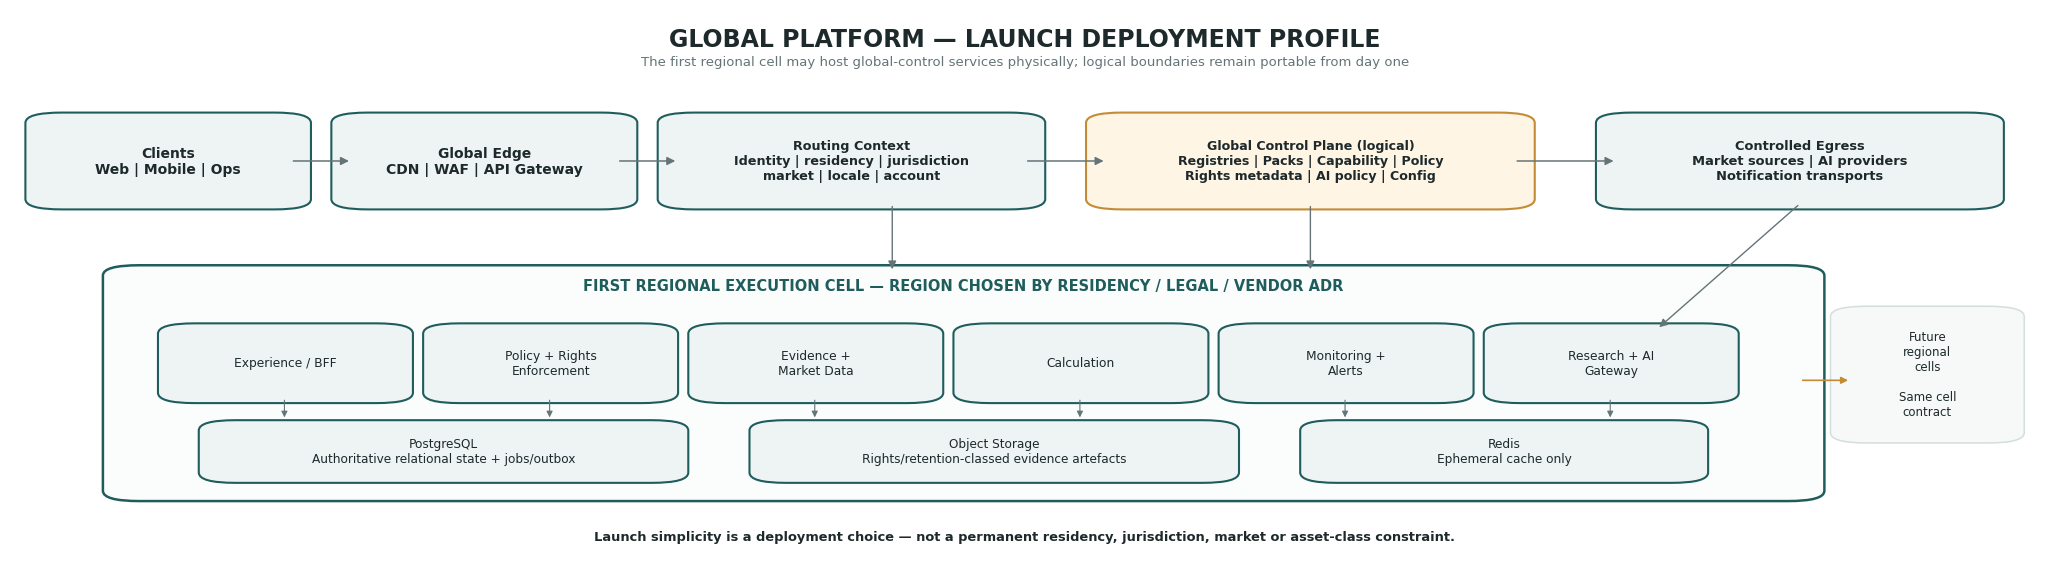 GLOBAL PLATFORM — LAUNCH DEPLOYMENT PROFILE
The first regional cell may host global-control services physically; logical boundaries remain portable from day one
Clients
Web | Mobile | Ops
Global Edge
CDN | WAF | API Gateway
Routing Context
Identity | residency | jurisdiction
market | locale | account
Global Control Plane (logical)
Registries | Packs | Capability | Policy
Rights metadata | AI policy | Config
Controlled Egress
Market sources | AI providers
Notification transports
FIRST REGIONAL EXECUTION CELL — REGION CHOSEN BY RESIDENCY / LEGAL / VENDOR ADR
Experience / BFF
Policy + Rights
Enforcement
Evidence +
Market Data
Calculation
Monitoring +
Alerts
Research + AI
Gateway
Future
regional
cells
Same cell
contract
PostgreSQL
Authoritative relational state + jobs/outbox
Object Storage
Rights/retention-classed evidence artefacts
Redis
Ephemeral cache only
Launch simplicity is a deployment choice — not a permanent residency, jurisdiction, market or asset-class constraint.